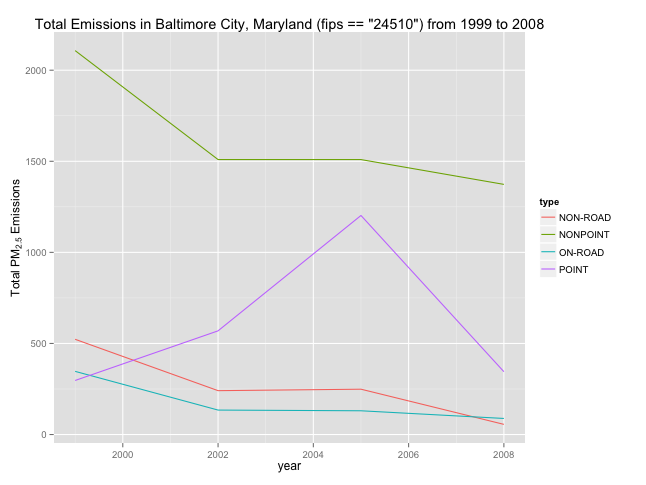 Total Emissions in Baltimore City, Maryland (fips == "24510") from 1999 to 2008
2000
1500
1000
500
0
Total PM2.5 Emissions
2000 2002 2004 2006 2008
year
type
NON-ROAD
NONPOINT
ON-ROAD
POINT